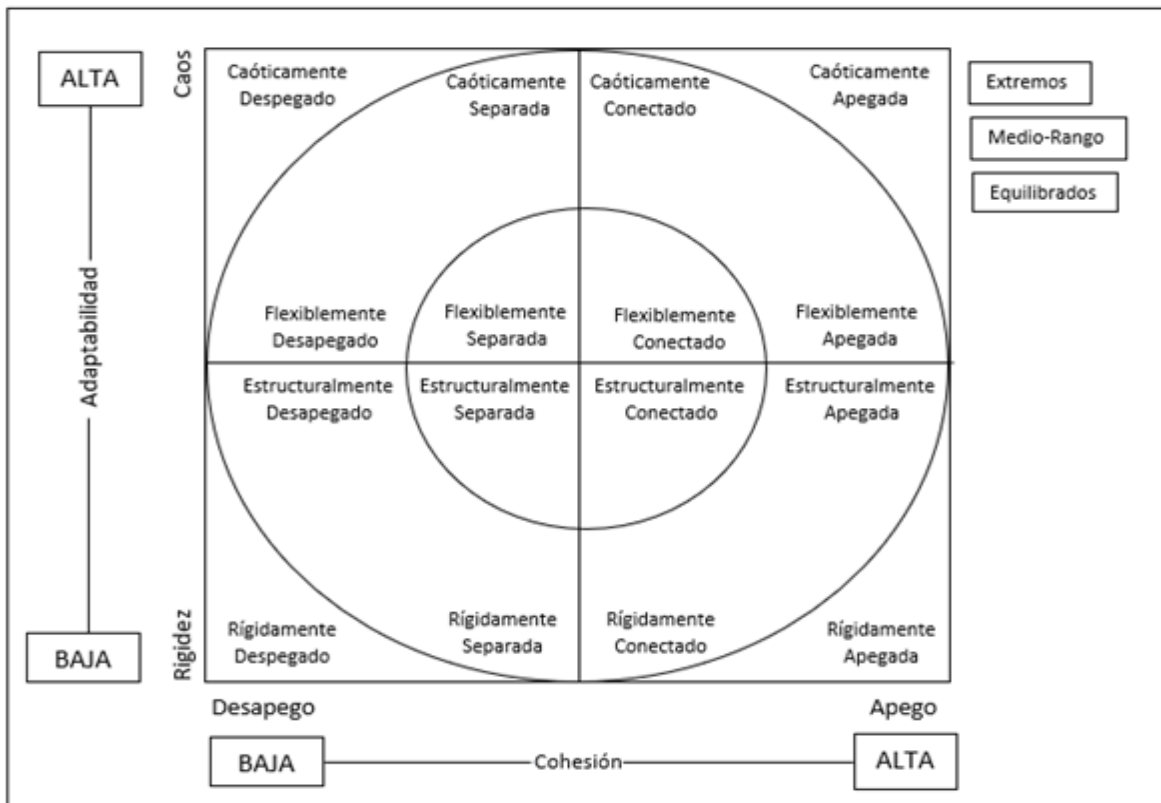 ALTA
Adaptabilidad
BAJA
Caos
Rigidez
Caóticamente
Despegado
Caóticamente
Separada
Caóticamente
Conectado
Caóticamente
Apegada
Flexiblemente
Desapegado
Flexiblemente
Separada
Flexiblemente
Conectado
Flexiblemente
Apegada
Estructuralmente
Desapegado
Estructuralmente
Separada
Estructuralmente
Conectado
Estructuralmente
Apegada
Rígidamente
Despegado
Rígidamente
Separada
Rígidamente
Conectado
Rígidamente
Apegada
Extremos
Medio-Rango
Equilibrados
Desapego
Apego
BAJA
Cohesión
ALTA